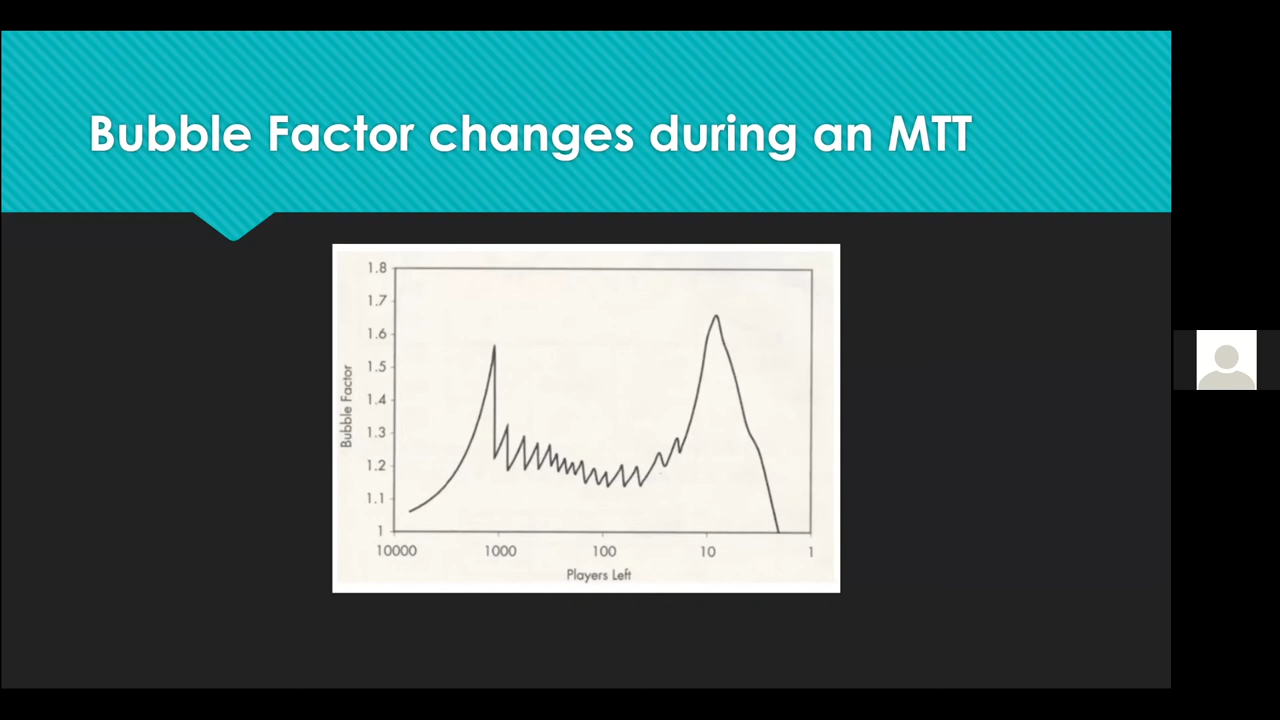 Bubble Factor changes during an MTT
1.8
1.7
1.6
1.5
1.4
1.3
1.2
1.1
1
Bubble Factor
10000 1000 100 10 1
Players Left